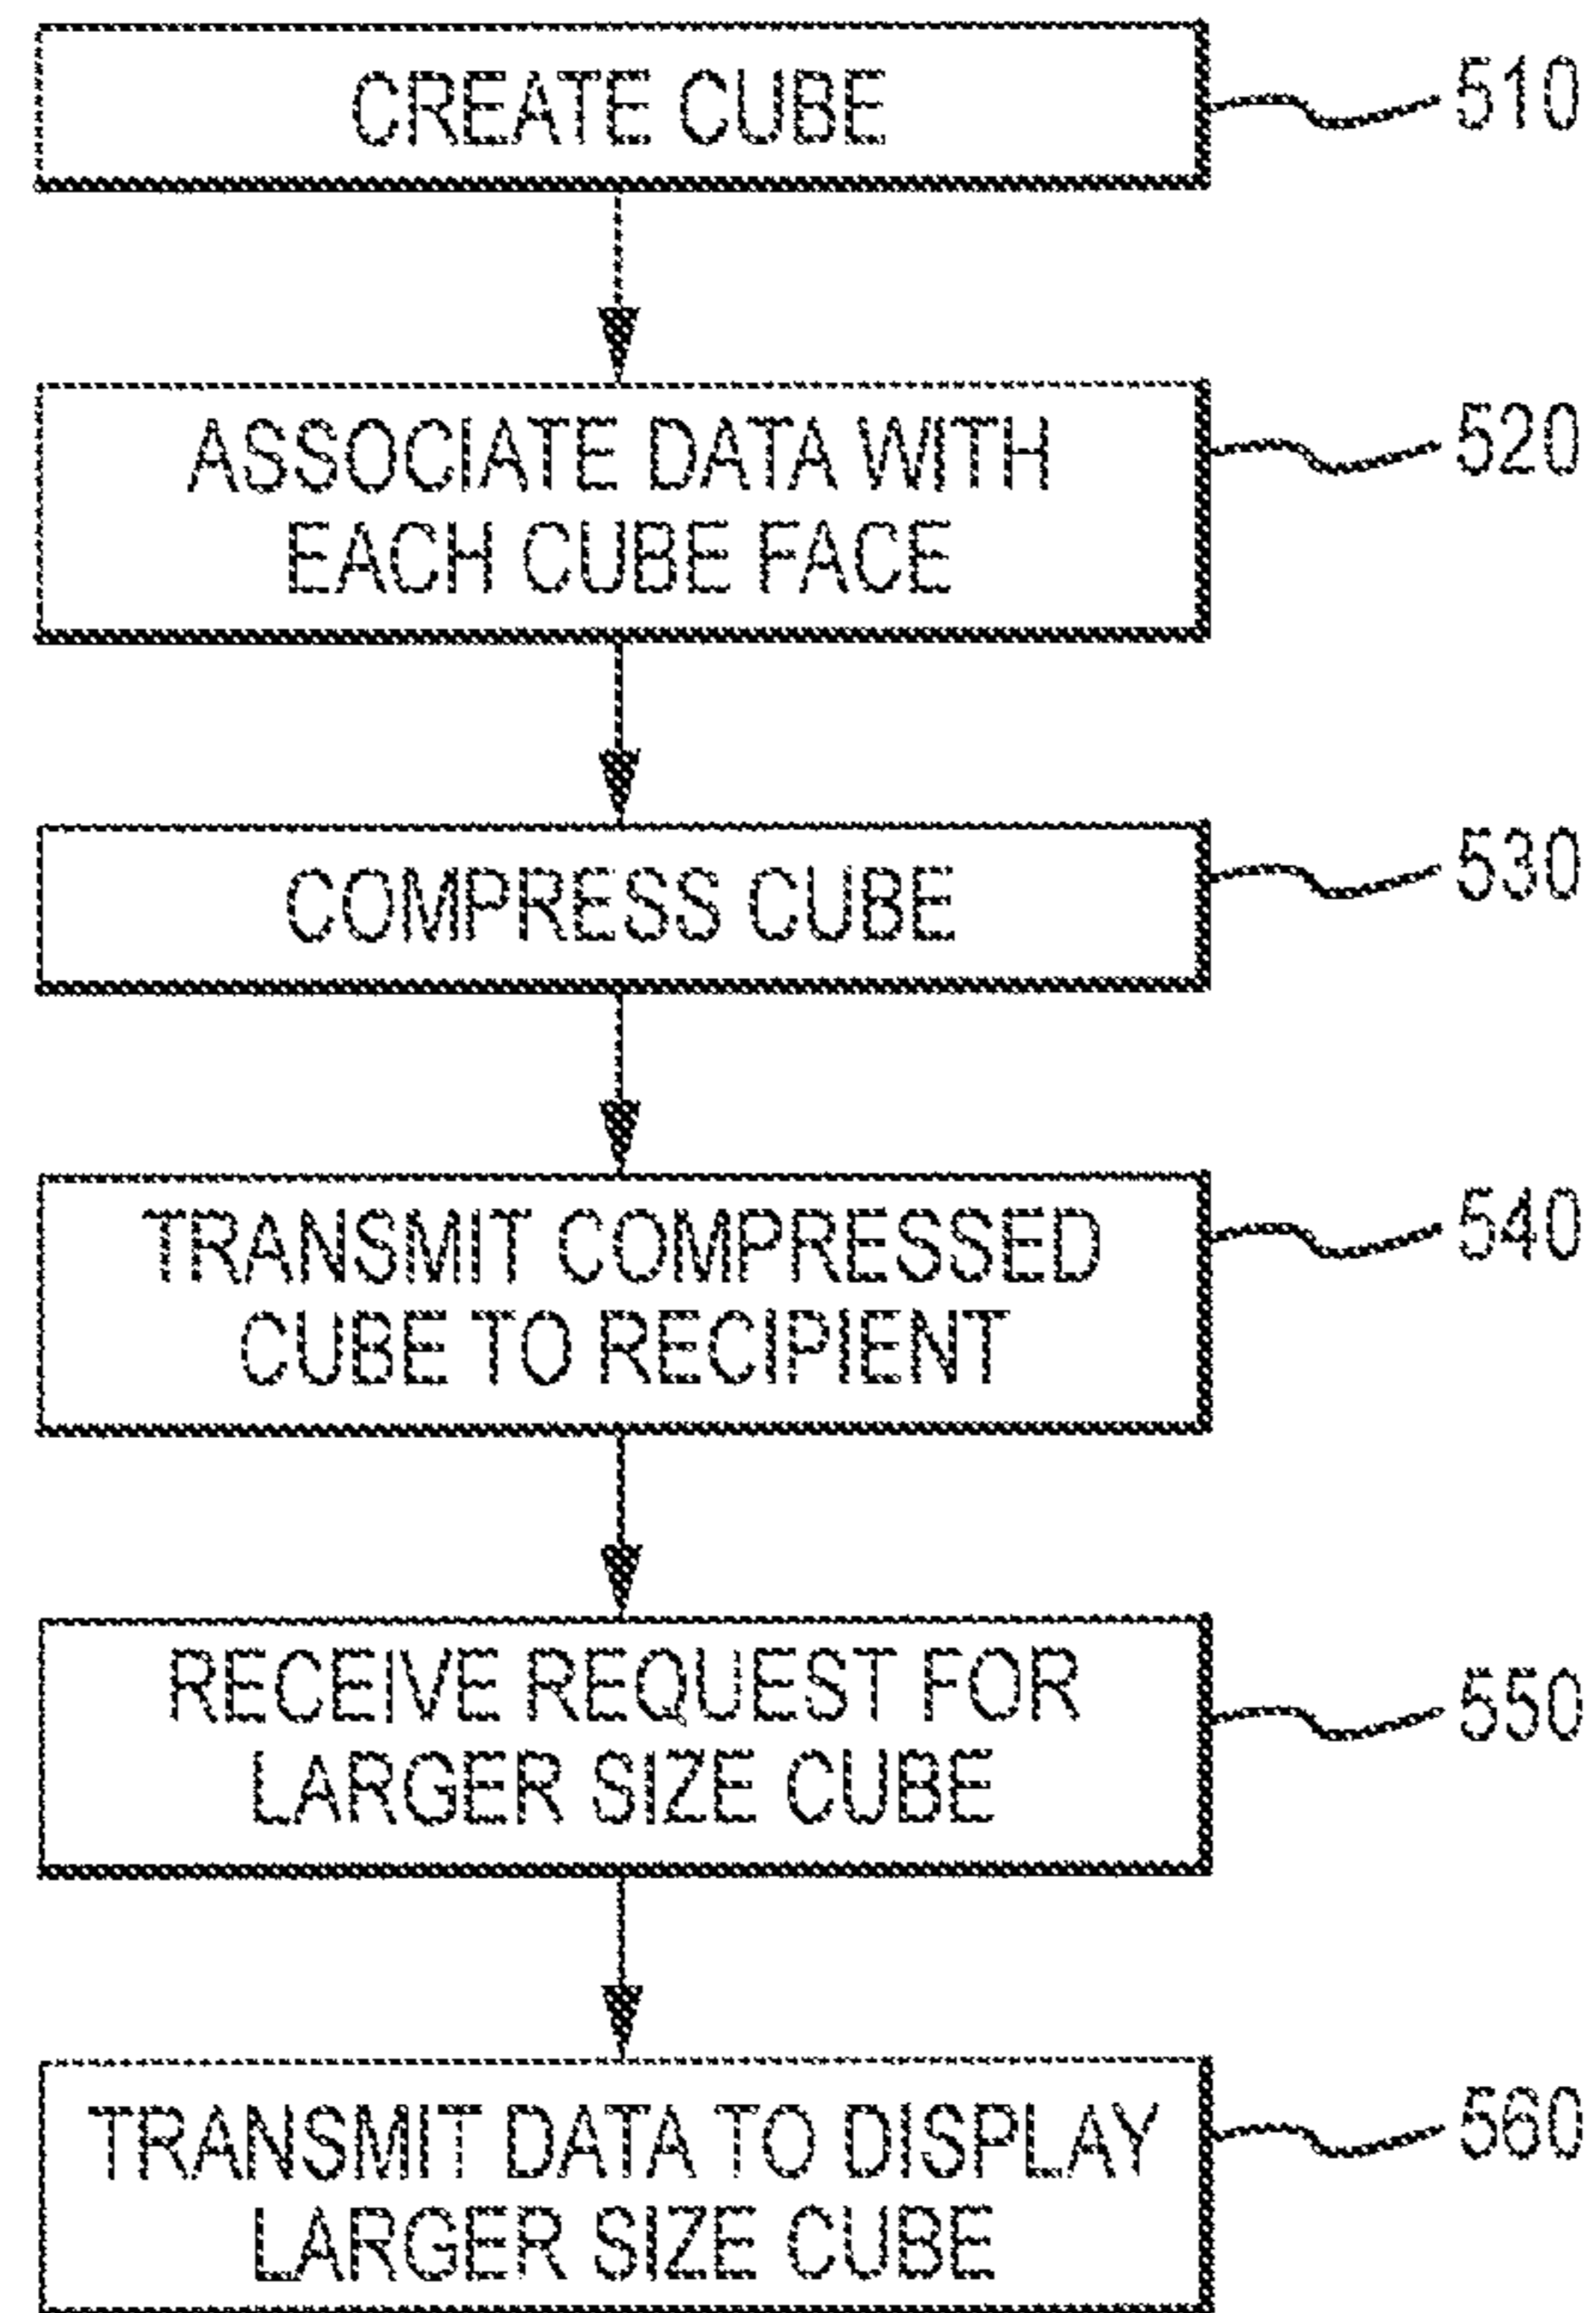 CREATE CUBE
510
ASSOCIATE DATA WITH
EACH CUBE FACE
520
COMPRESS CUBE
530
TRANSMIT COMPRESSED
CUBE TO RECIPIENT
540
RECEIVE REQUEST FOR
LARGER SIZE CUBE
550
TRANSMIT DATA TO DISPLAY
LARGER SIZE CUBE
560